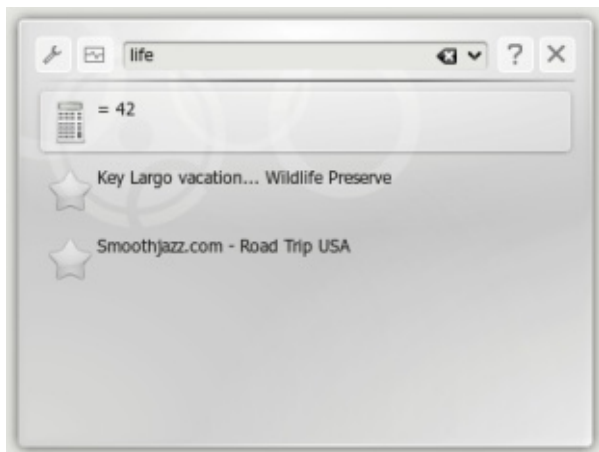 life
= 42
Key Largo vacation... Wildlife Preserve
Smoothjazz.com - Road Trip USA